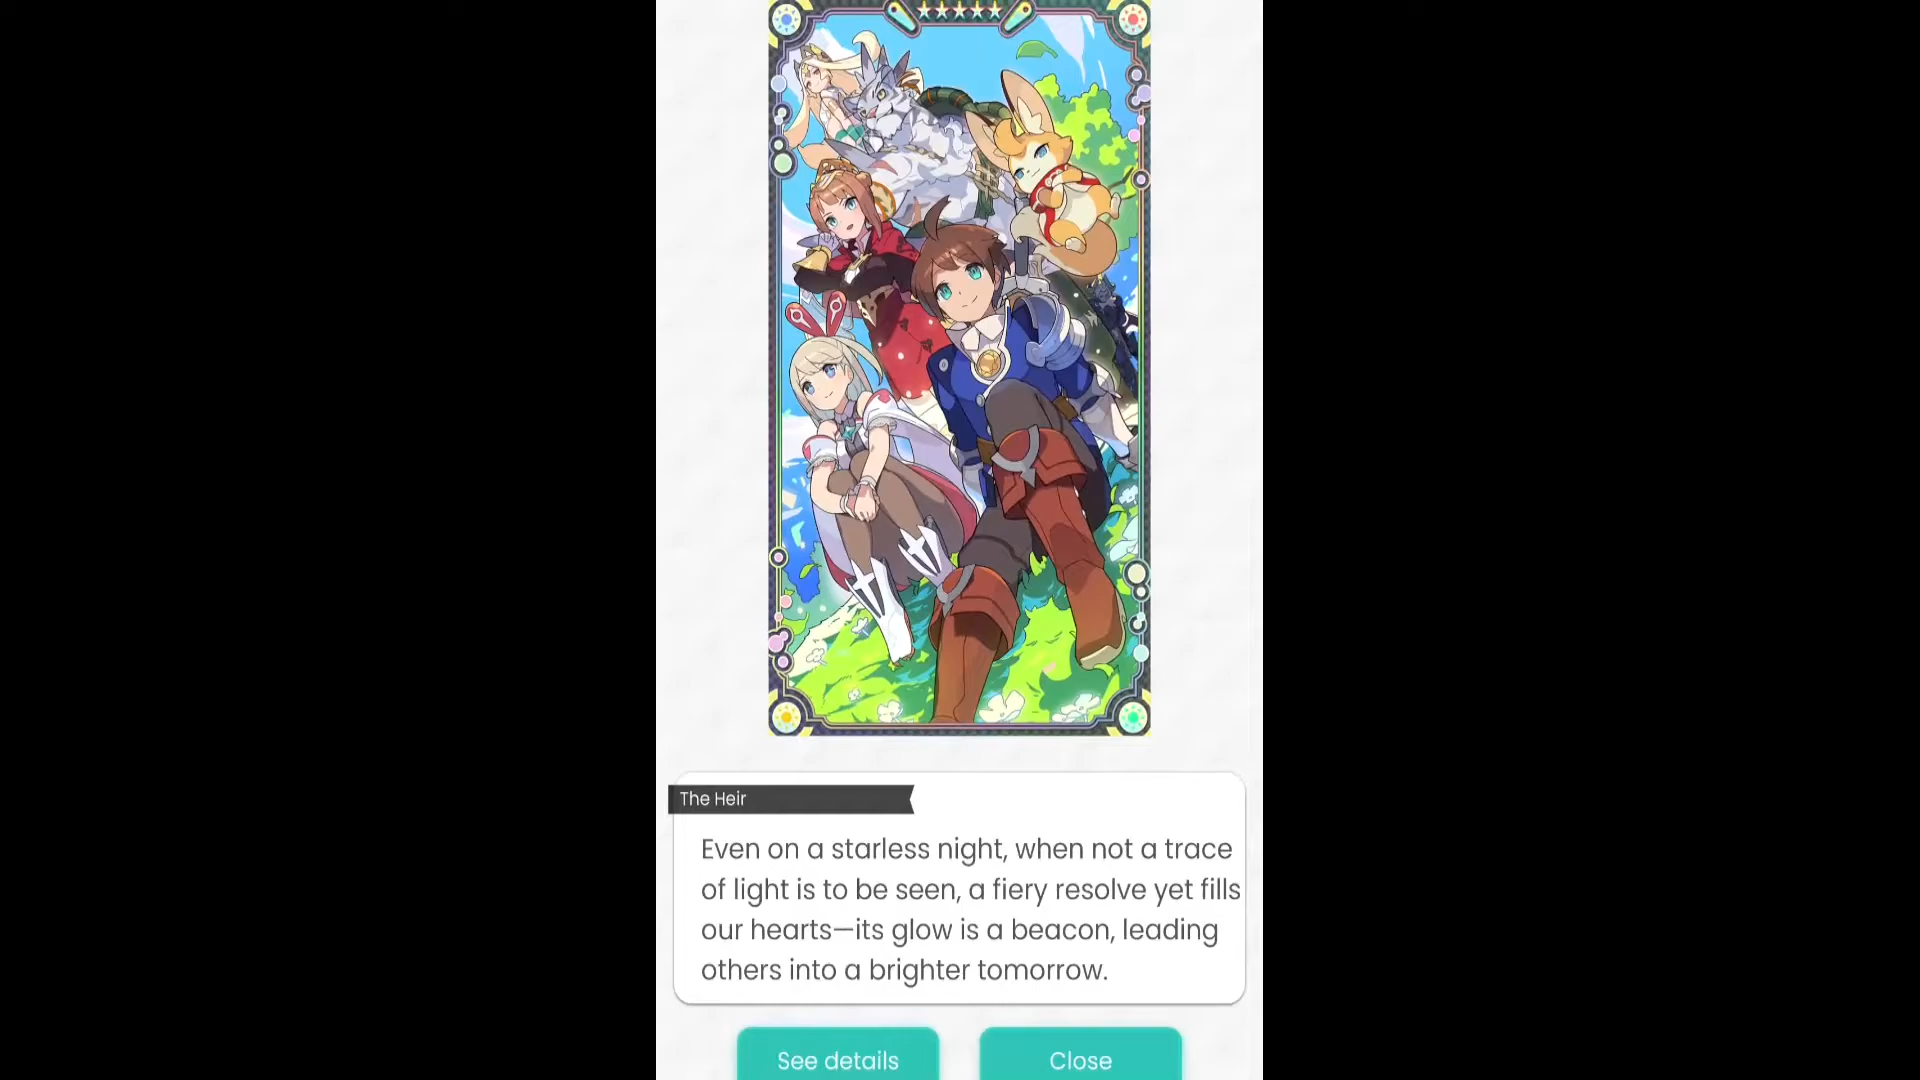 The Heir
Even on a starless night, when not a trace
of light is to be seen, a fiery resolve yet fills
our hearts—its glow is a beacon, leading
others into a brighter tomorrow.
See details
Close